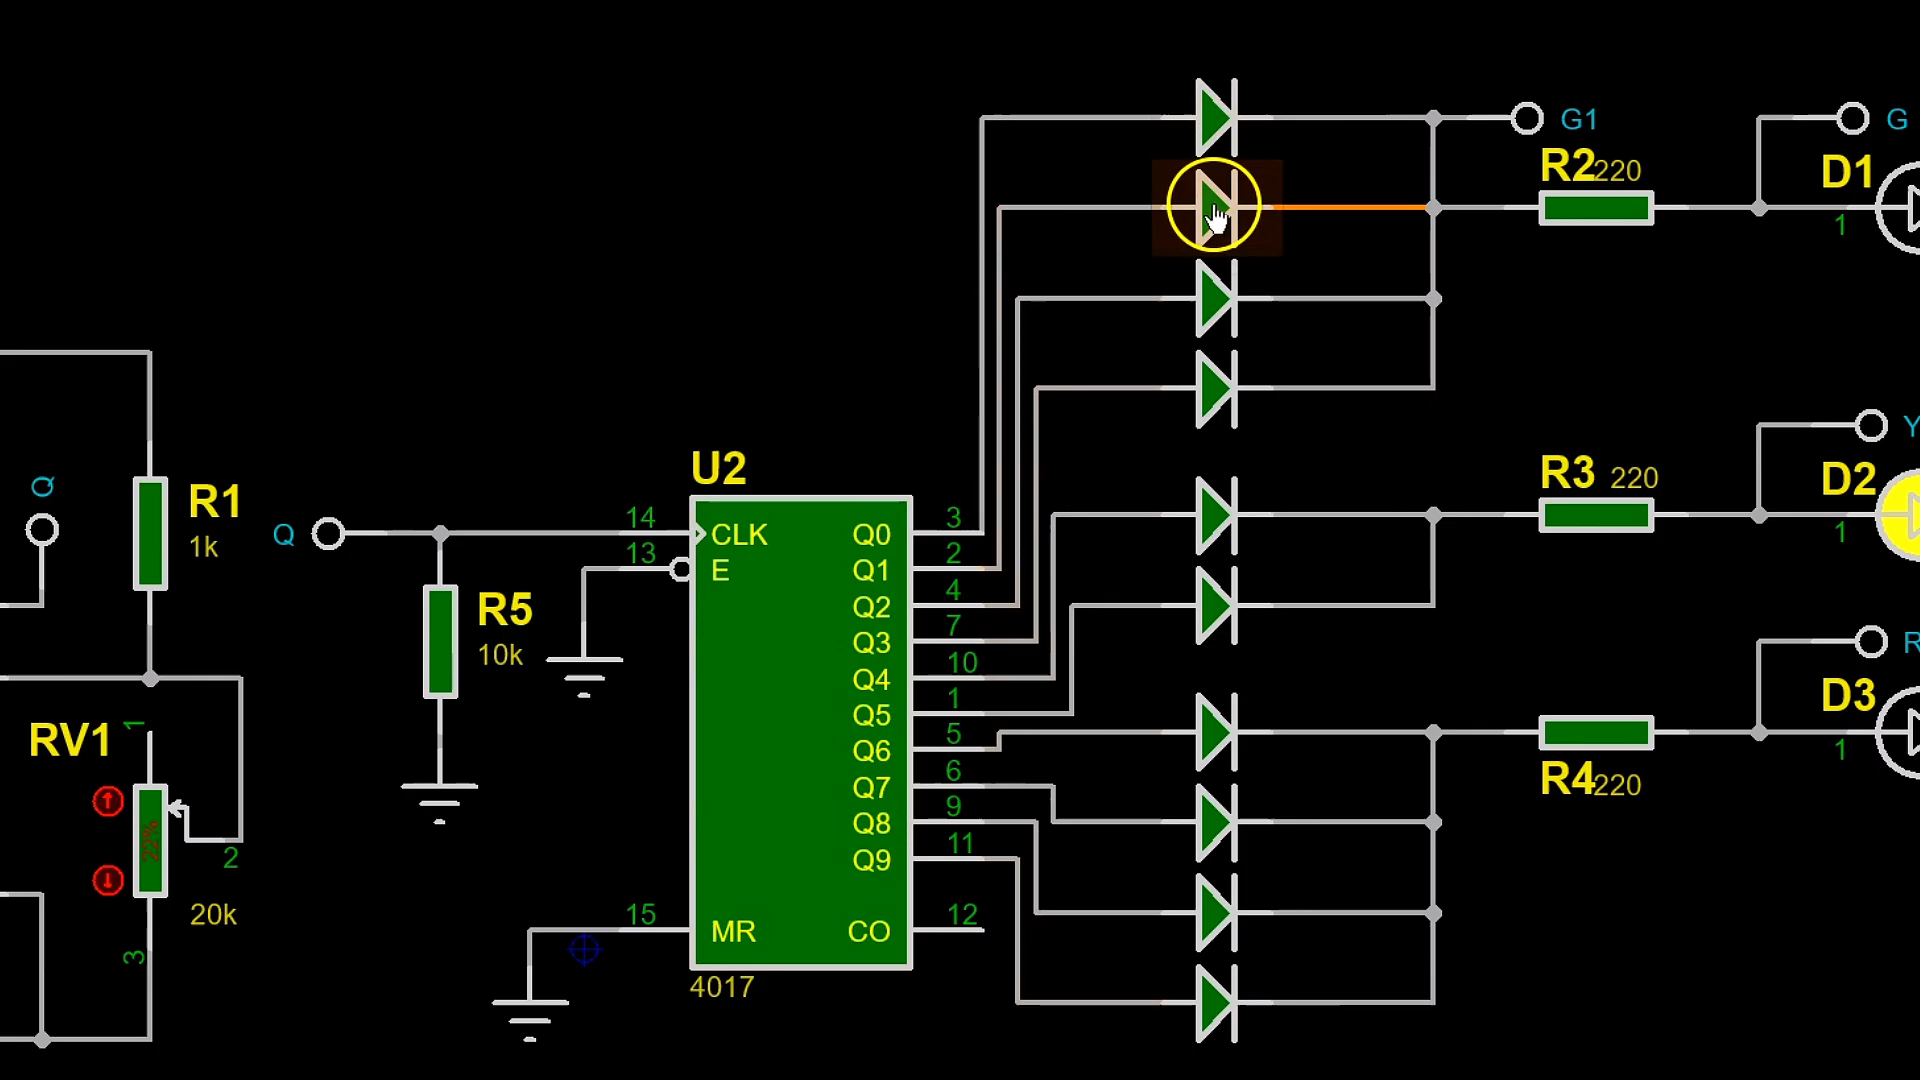 G1
G
R2 220
D1
1
Y
R3 220
D2
1
R
D3
1
R4 220
Q
R1
1k
RV1
1
22%
2
20k
3
Q
R5
10k
U2
14 CLK
13 E
15 MR
Q0 3
Q1 2
Q2 4
Q3 7
Q4 10
Q5 1
Q6 5
Q7 6
Q8 9
Q9 11
CO 12
4017